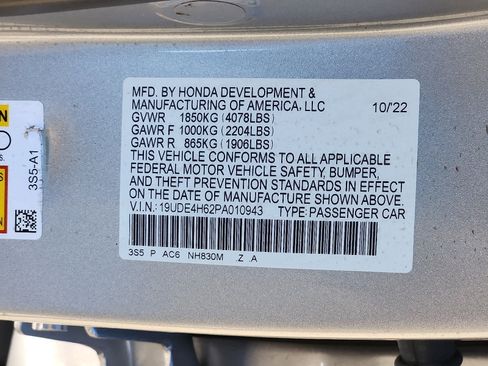 MFD. BY HONDA DEVELOPMENT &
MANUFACTURING OF AMERICA, LLC 10/'22
GVWR 1850KG (4078LBS)
GAWR F 1000KG (2204LBS)
GAWR R 865KG (1906LBS)
THIS VEHICLE CONFORMS TO ALL APPLICABLE
FEDERAL MOTOR VEHICLE SAFETY, BUMPER,
AND THEFT PREVENTION STANDARDS IN EFFECT
ON THE DATE OF MANUFACTURE SHOWN ABOVE.
V.I.N.: 19UDE4H62PA010943 TYPE: PASSENGER CAR
3S5 P AC6 NH830M .Z .A
3S5-A1